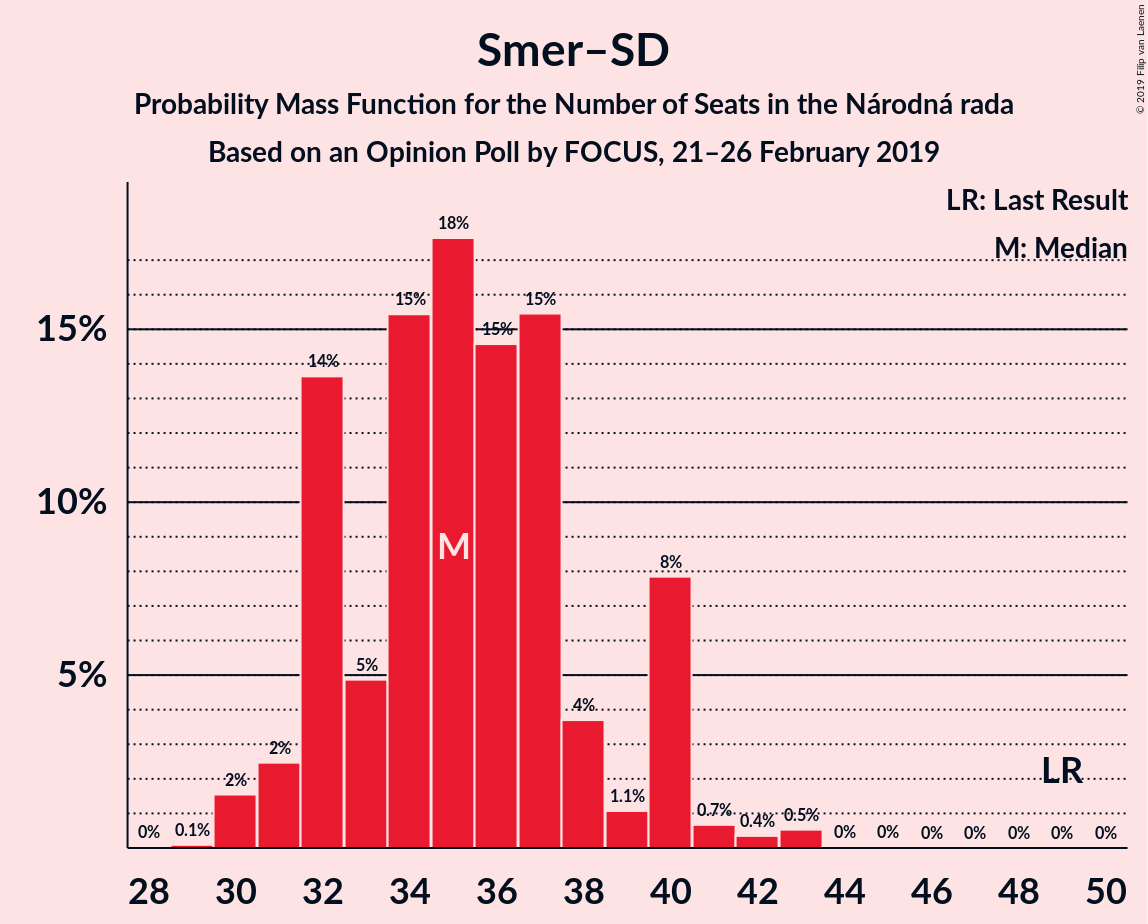 Smer–SD
Probability Mass Function for the Number of Seats in the Národná rada
Based on an Opinion Poll by FOCUS, 21–26 February 2019
© 2019 Filip van Laenen
LR: Last Result
M: Median
15%
10%
5%
0%
0.1%
2%
2%
14%
5%
15%
18%
15%
15%
4%
1.1%
8%
0.7%
0.4%
0.5%
0%
0%
0%
0%
0%
0%
0%
M
LR
28 30 32 34 36 38 40 42 44 46 48 50